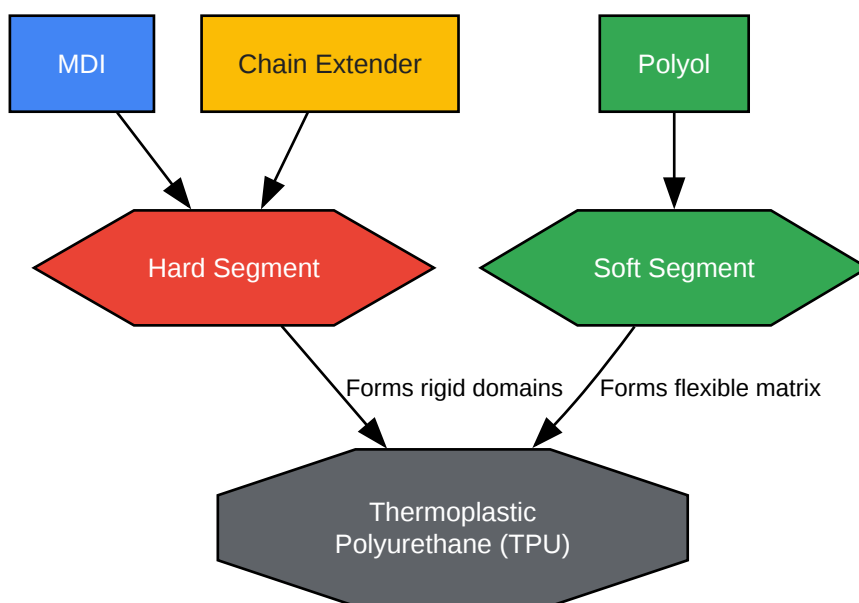 MDI
Chain Extender
Polyol
Hard Segment
Soft Segment
Forms rigid domains
Forms flexible matrix
Thermoplastic
Polyurethane (TPU)